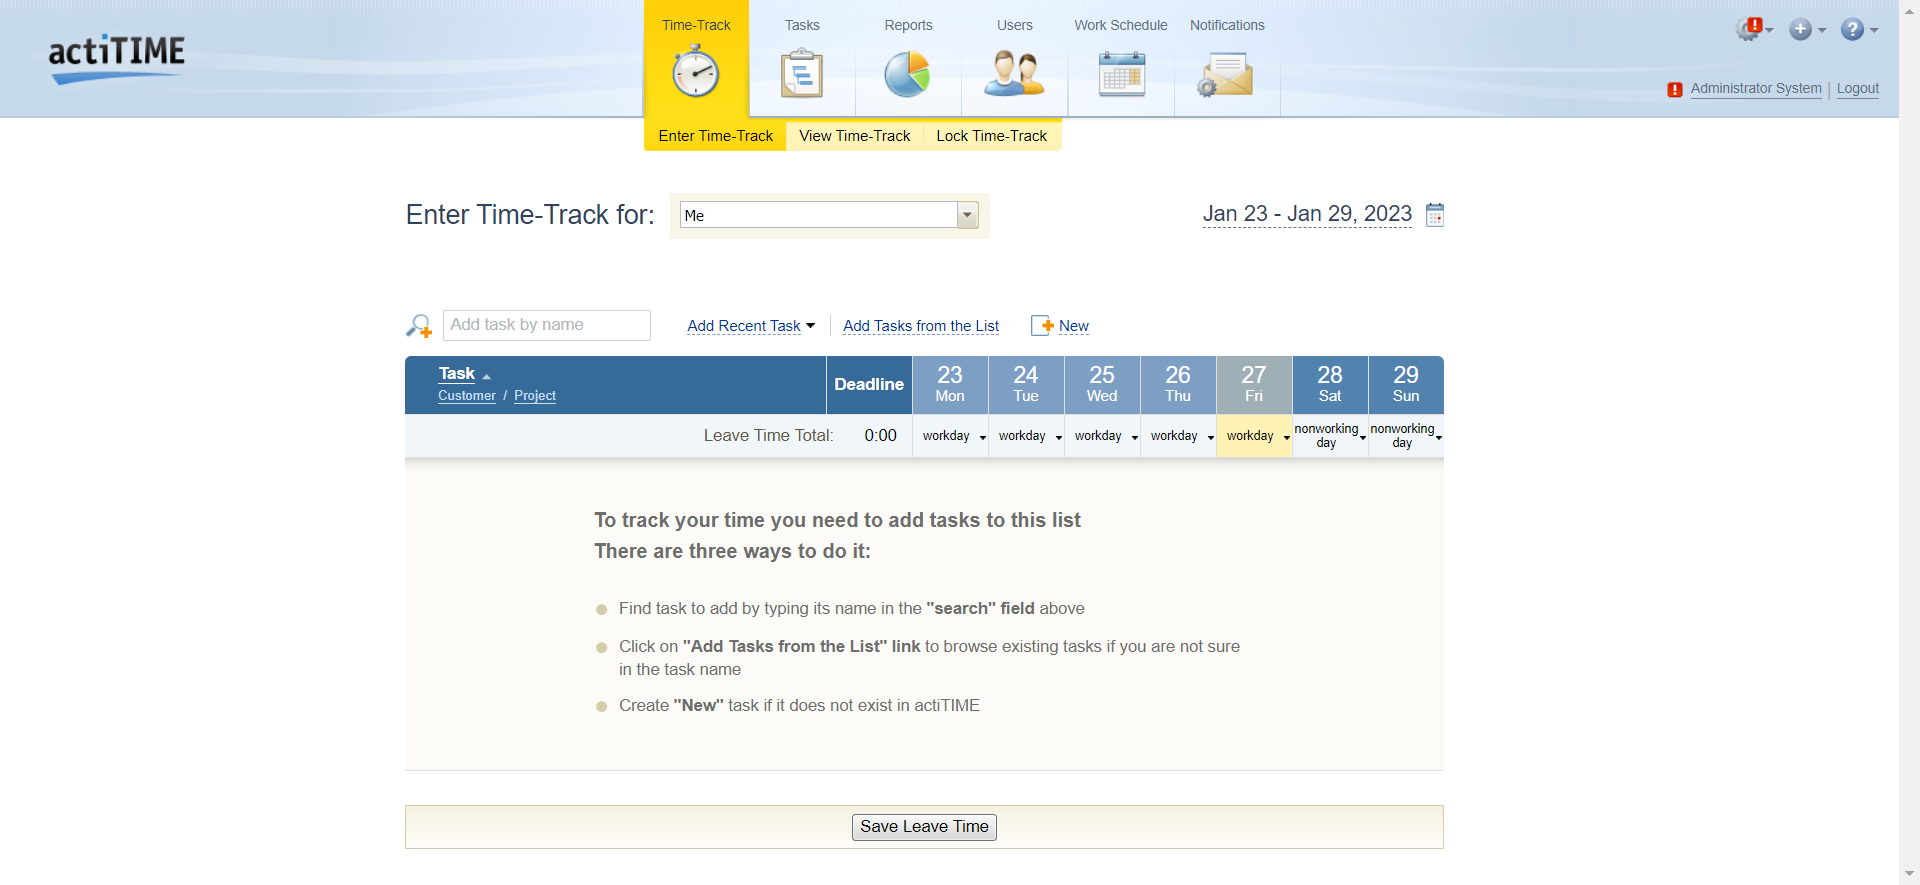 actiTIME
Time-Track
Tasks
Reports
Users
Work Schedule
Notifications
!
+
?
! Administrator System | Logout
Enter Time-Track
View Time-Track
Lock Time-Track
Enter Time-Track for:
Me
Jan 23 - Jan 29, 2023
Add task by name
Add Recent Task
Add Tasks from the List
New
Task
Customer / Project
Deadline
23 Mon
24 Tue
25 Wed
26 Thu
27 Fri
28 Sat
29 Sun
Leave Time Total: 0:00
workday
workday
workday
workday
workday
nonworking
day
nonworking
day
To track your time you need to add tasks to this list
There are three ways to do it:
Find task to add by typing its name in the "search" field above
Click on "Add Tasks from the List" link to browse existing tasks if you are not sure
in the task name
Create "New" task if it does not exist in actiTIME
Save Leave Time